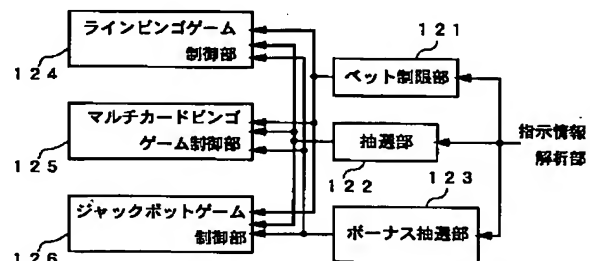 ラインビンゴゲーム
制御部
124
マルチカードビンゴ
ゲーム制御部
125
ジャックポットゲーム
制御部
126
121
ベット制限部
抽選部
122
123
ボーナス抽選部
指示情報
解析部